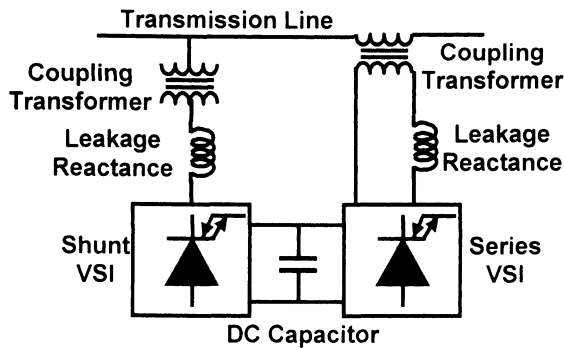 Transmission Line
Coupling
Transformer
Coupling
Transformer
Leakage
Reactance
Leakage
Reactance
Shunt
VSI
Series
VSI
DC Capacitor